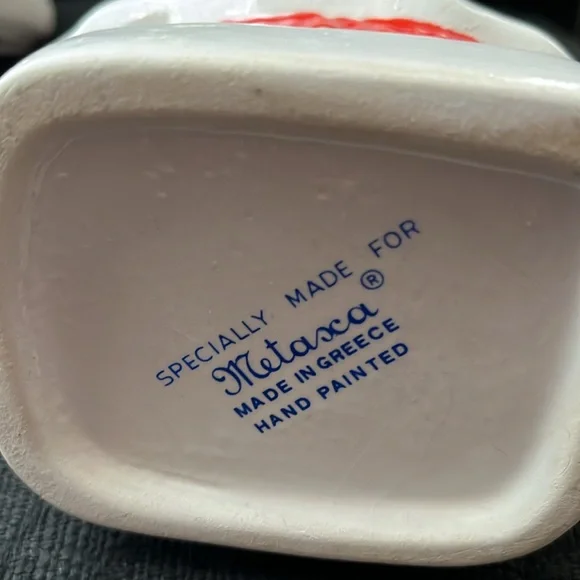 SPECIALLY MADE FOR
Metaxa ®
MADE IN GREECE
HAND PAINTED